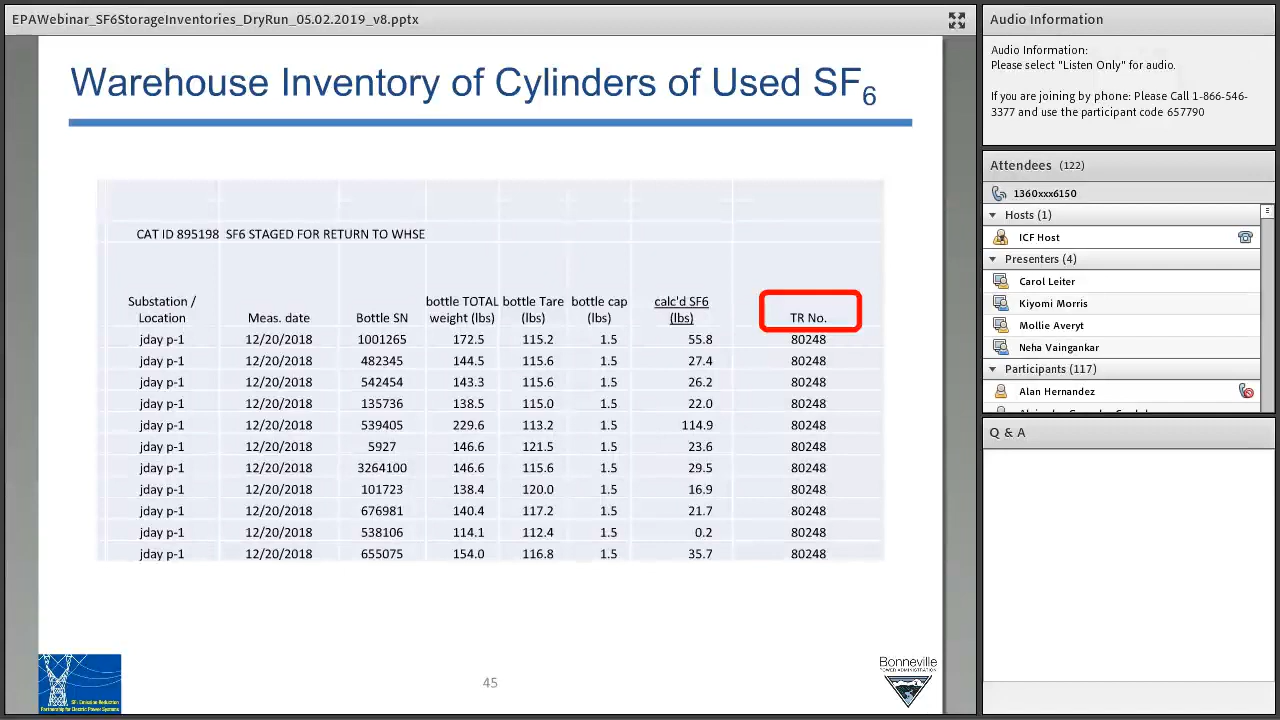 EPAWebinar_SF6StorageInventories_DryRun_05.02.2019_v8.pptx
Warehouse Inventory of Cylinders of Used SF6
CAT ID 895198 SF6 STAGED FOR RETURN TO WHSE
Substation / Location Meas. date Bottle SN bottle TOTAL weight (lbs) bottle Tare (lbs) bottle cap (lbs) calc'd SF6 (lbs) TR No.
jday p-1 12/20/2018 1001265 172.5 115.2 1.5 55.8 80248
jday p-1 12/20/2018 482345 144.5 115.6 1.5 27.4 80248
jday p-1 12/20/2018 542454 143.3 115.6 1.5 26.2 80248
jday p-1 12/20/2018 135736 138.5 115.0 1.5 22.0 80248
jday p-1 12/20/2018 539405 229.6 113.2 1.5 114.9 80248
jday p-1 12/20/2018 5927 146.6 121.5 1.5 23.6 80248
jday p-1 12/20/2018 3264100 146.6 115.6 1.5 29.5 80248
jday p-1 12/20/2018 101723 138.4 120.0 1.5 16.9 80248
jday p-1 12/20/2018 676981 140.4 117.2 1.5 21.7 80248
jday p-1 12/20/2018 538106 114.1 112.4 1.5 0.2 80248
jday p-1 12/20/2018 655075 154.0 116.8 1.5 35.7 80248
SF6 Emission Reduction
Partnership for Electric Power Systems
45
Bonneville
POWER ADMINISTRATION
Audio Information
Audio Information:
Please select "Listen Only" for audio.
If you are joining by phone: Please Call 1-866-546-
3377 and use the participant code 657790
Attendees (122)
1360xxx6150
Hosts (1)
ICF Host
Presenters (4)
Carol Leiter
Kiyomi Morris
Mollie Averyt
Neha Vaingankar
Participants (117)
Alan Hernandez
Q & A